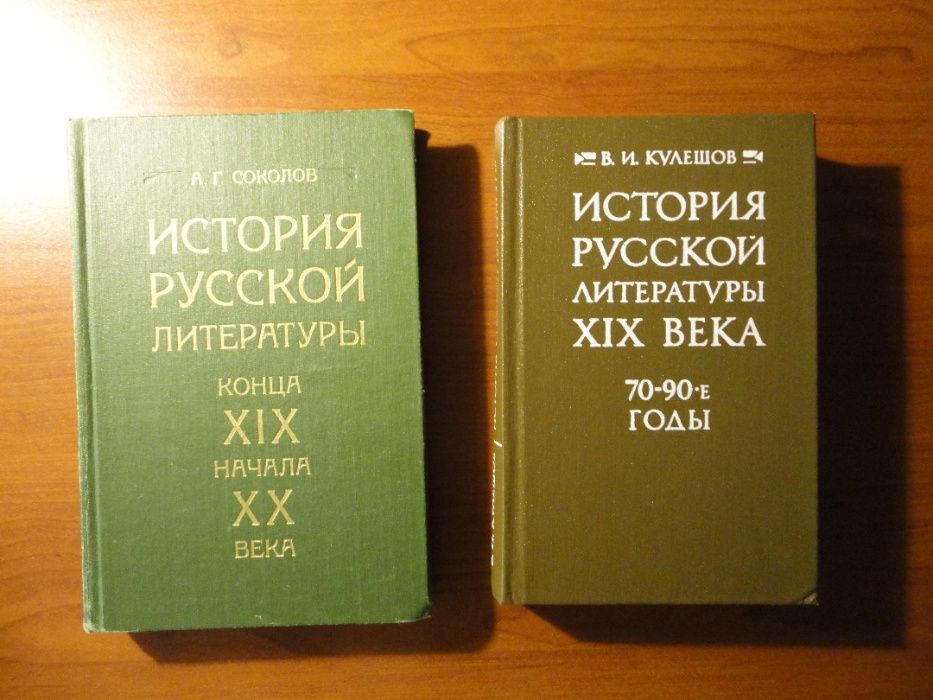 А. Г. СОКОЛОВ
ИСТОРИЯ
РУССКОЙ
ЛИТЕРАТУРЫ
КОНЦА
XIX
НАЧАЛА
XX
ВЕКА
В. И. КУЛЕШОВ
ИСТОРИЯ
РУССКОЙ
ЛИТЕРАТУРЫ
XIX ВЕКА
70-90-е
ГОДЫ